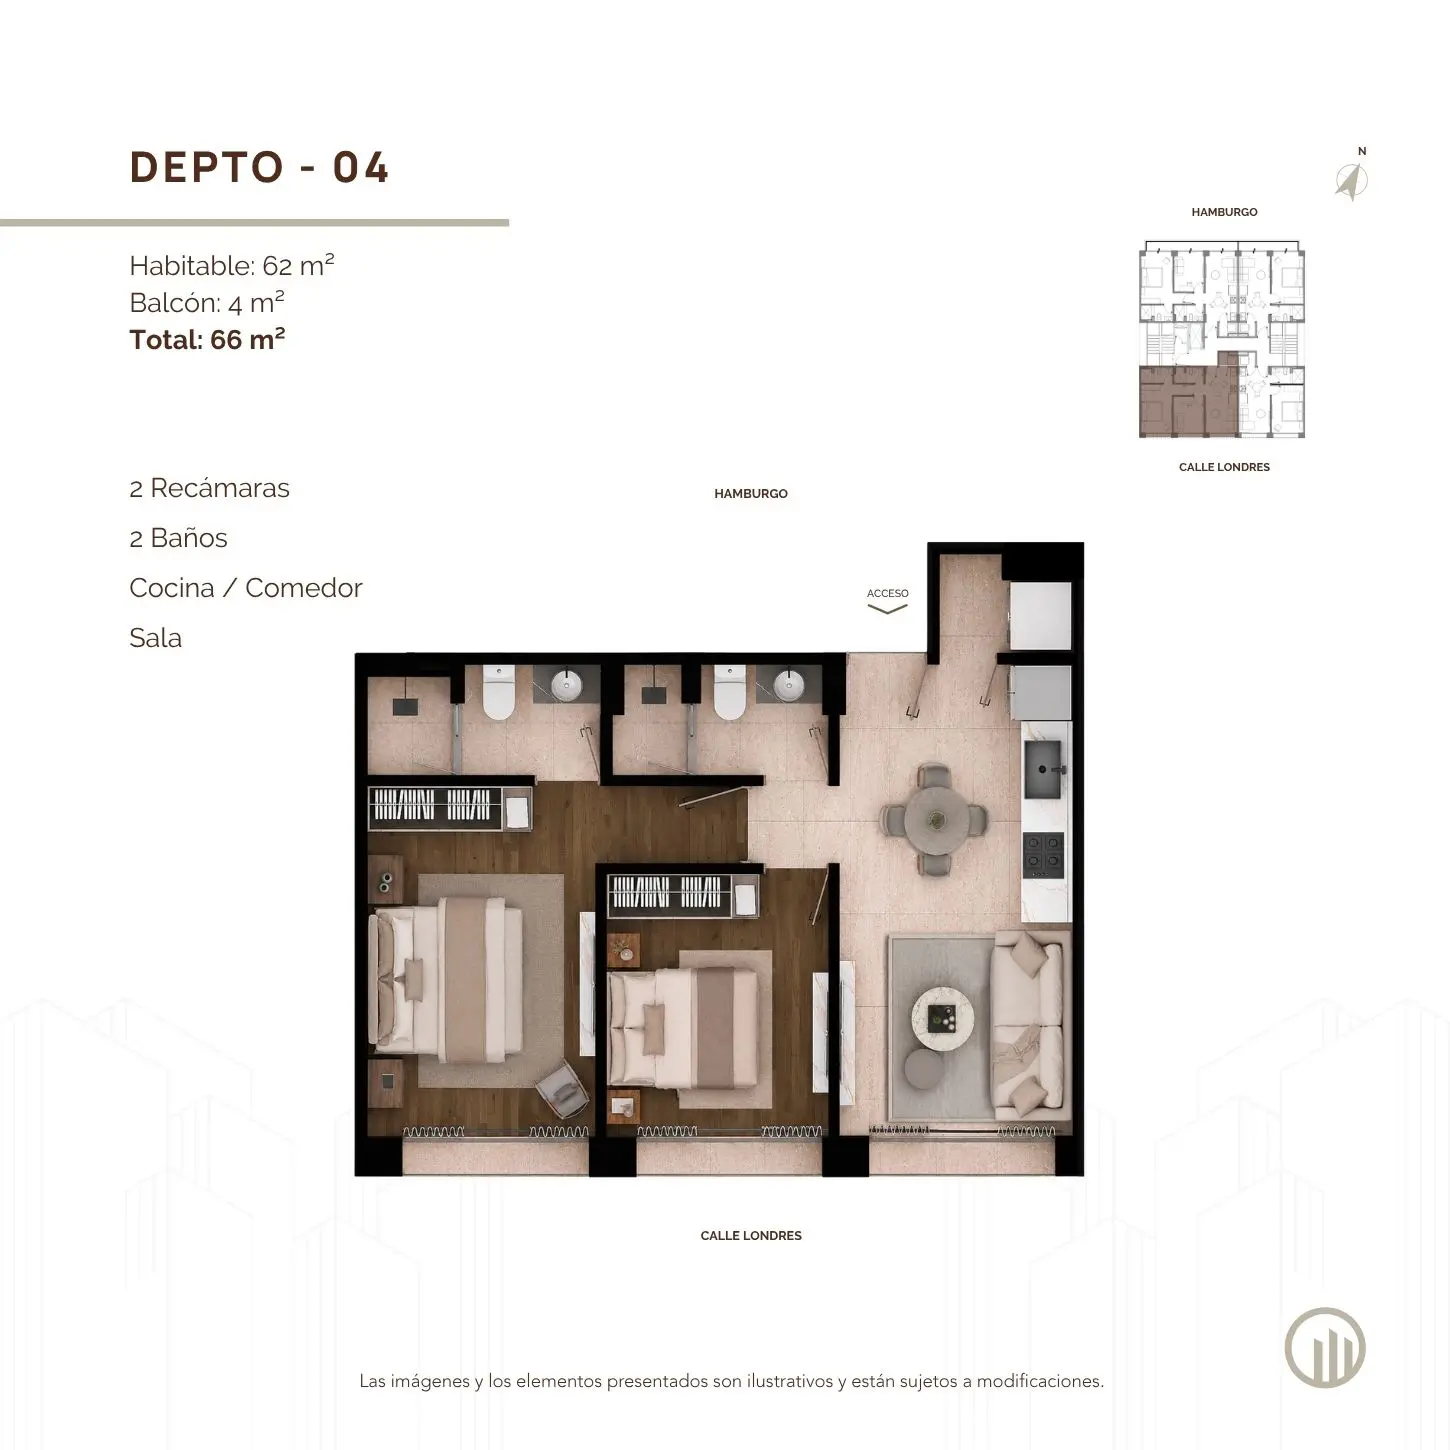 DEPTO - 04
Habitable: 62 m²
Balcón: 4 m²
Total: 66 m²
N
HAMBURGO
CALLE LONDRES
2 Recámaras
2 Baños
Cocina / Comedor
Sala
HAMBURGO
ACCESO
CALLE LONDRES
Las imágenes y los elementos presentados son ilustrativos y están sujetos a modificaciones.